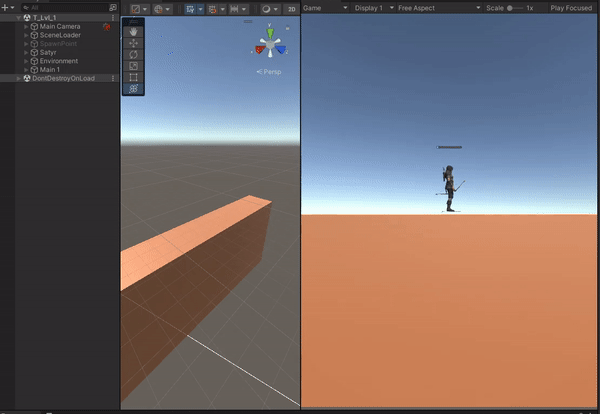 All
T_Lvl_1
Main Camera
SceneLoader
SpawnPoint
Satyr
Environment
Main 1
DontDestroyOnLoad
2D
Persp
Game
Display 1
Free Aspect
Scale
1x
Play Focused